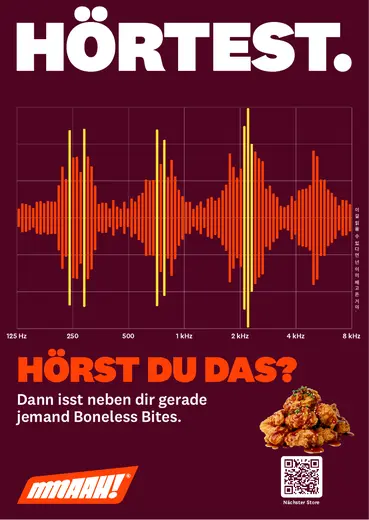 HÖRTEST.
125 Hz 250 500 1 kHz 2 kHz 4 kHz 8 kHz
HÖRST DU DAS?
Dann isst neben dir gerade
jemand Boneless Bites.
mmAAH!®
Nächster Store